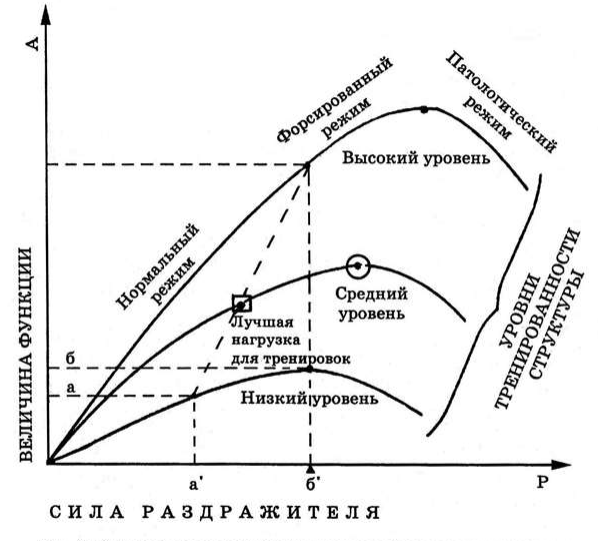 А
ВЕЛИЧИНА ФУНКЦИИ
Нормальный
режим
Форсированный
режим
Патологический
режим
Высокий уровень
Средний
уровень
Лучшая
нагрузка
для тренировок
Низкий уровень
УРОВНИ
ТРЕНИРОВАННОСТИ
СТРУКТУРЫ
б
а
а'
б'
Р
СИЛА РАЗДРАЖИТЕЛЯ